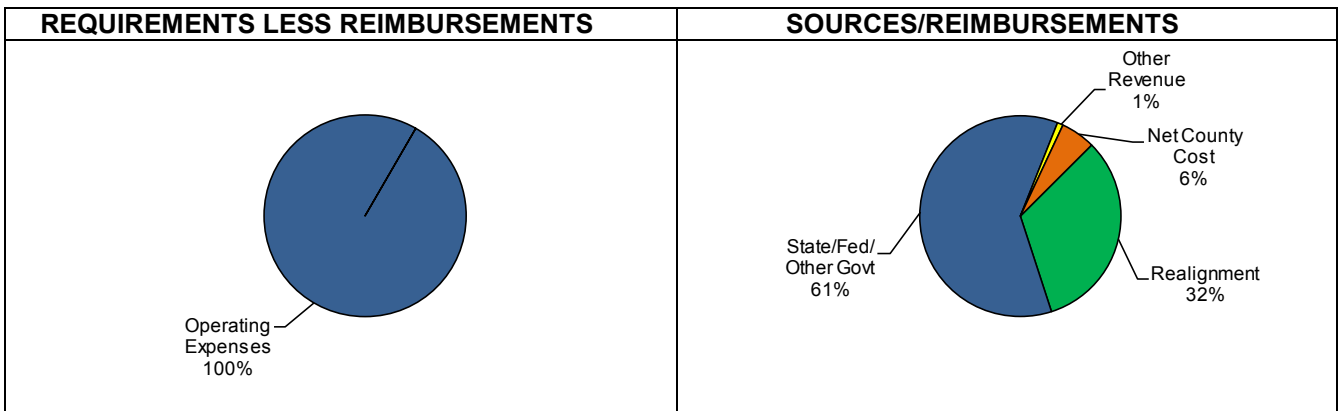 REQUIREMENTS LESS REIMBURSEMENTS
Operating
Expenses
100%
SOURCES/REIMBURSEMENTS
Other
Revenue
1%
Net County
Cost
6%
Realignment
32%
State/Fed/
Other Govt
61%